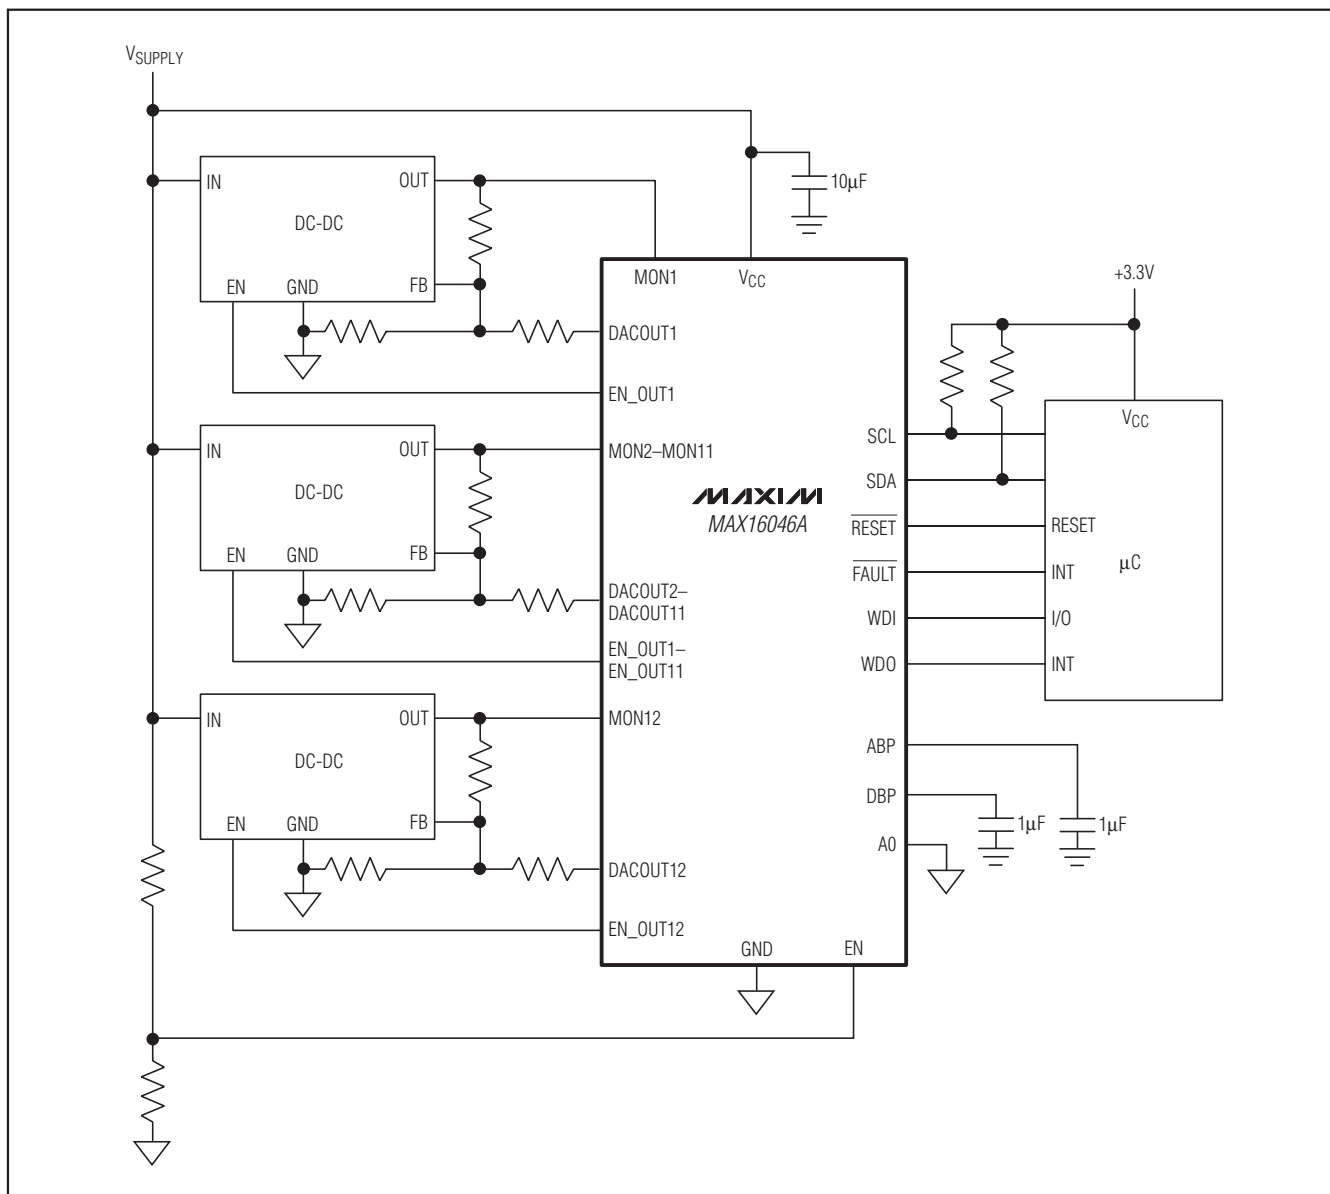 VSUPPLY
IN
OUT
DC-DC
EN
GND
FB
10µF
MON1
VCC
DACOUT1
EN_OUT1
+3.3V
VCC
IN
OUT
DC-DC
EN
GND
FB
MON2–MON11
DACOUT2–
DACOUT11
EN_OUT1–
EN_OUT11
MAXIM
MAX16046A
SCL
SDA
RESET
RESET
FAULT
INT
µC
WDI
I/O
WDO
INT
IN
OUT
DC-DC
EN
GND
FB
MON12
DACOUT12
EN_OUT12
ABP
DBP
1µF
1µF
A0
GND
EN